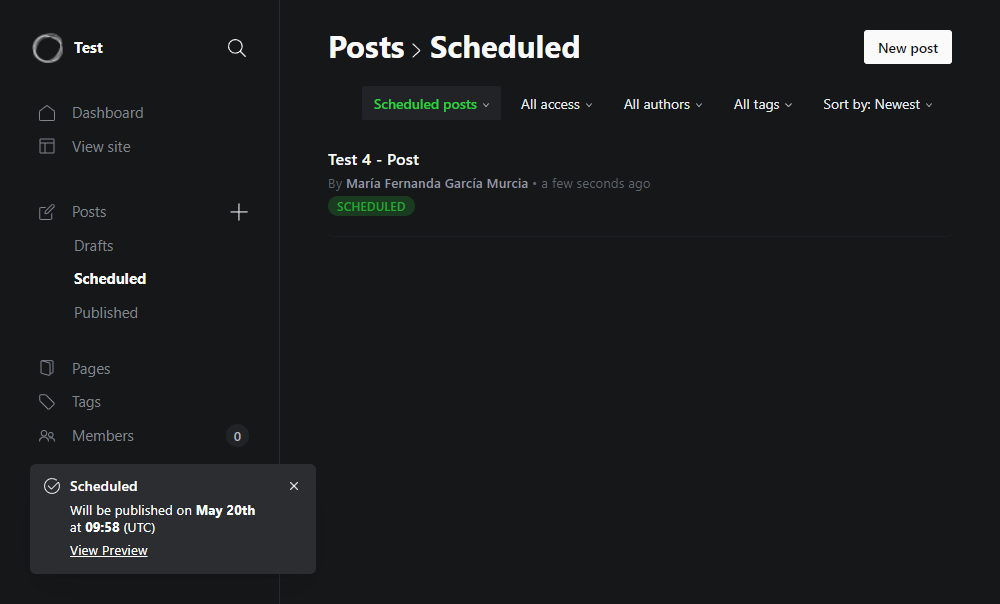 Test
Dashboard
View site
Posts
Drafts
Scheduled
Published
Pages
Tags
Members 0
Scheduled
Will be published on May 20th
at 09:58 (UTC)
View Preview
Posts > Scheduled
New post
Scheduled posts All access All authors All tags Sort by: Newest
Test 4 - Post
By María Fernanda García Murcia • a few seconds ago
SCHEDULED